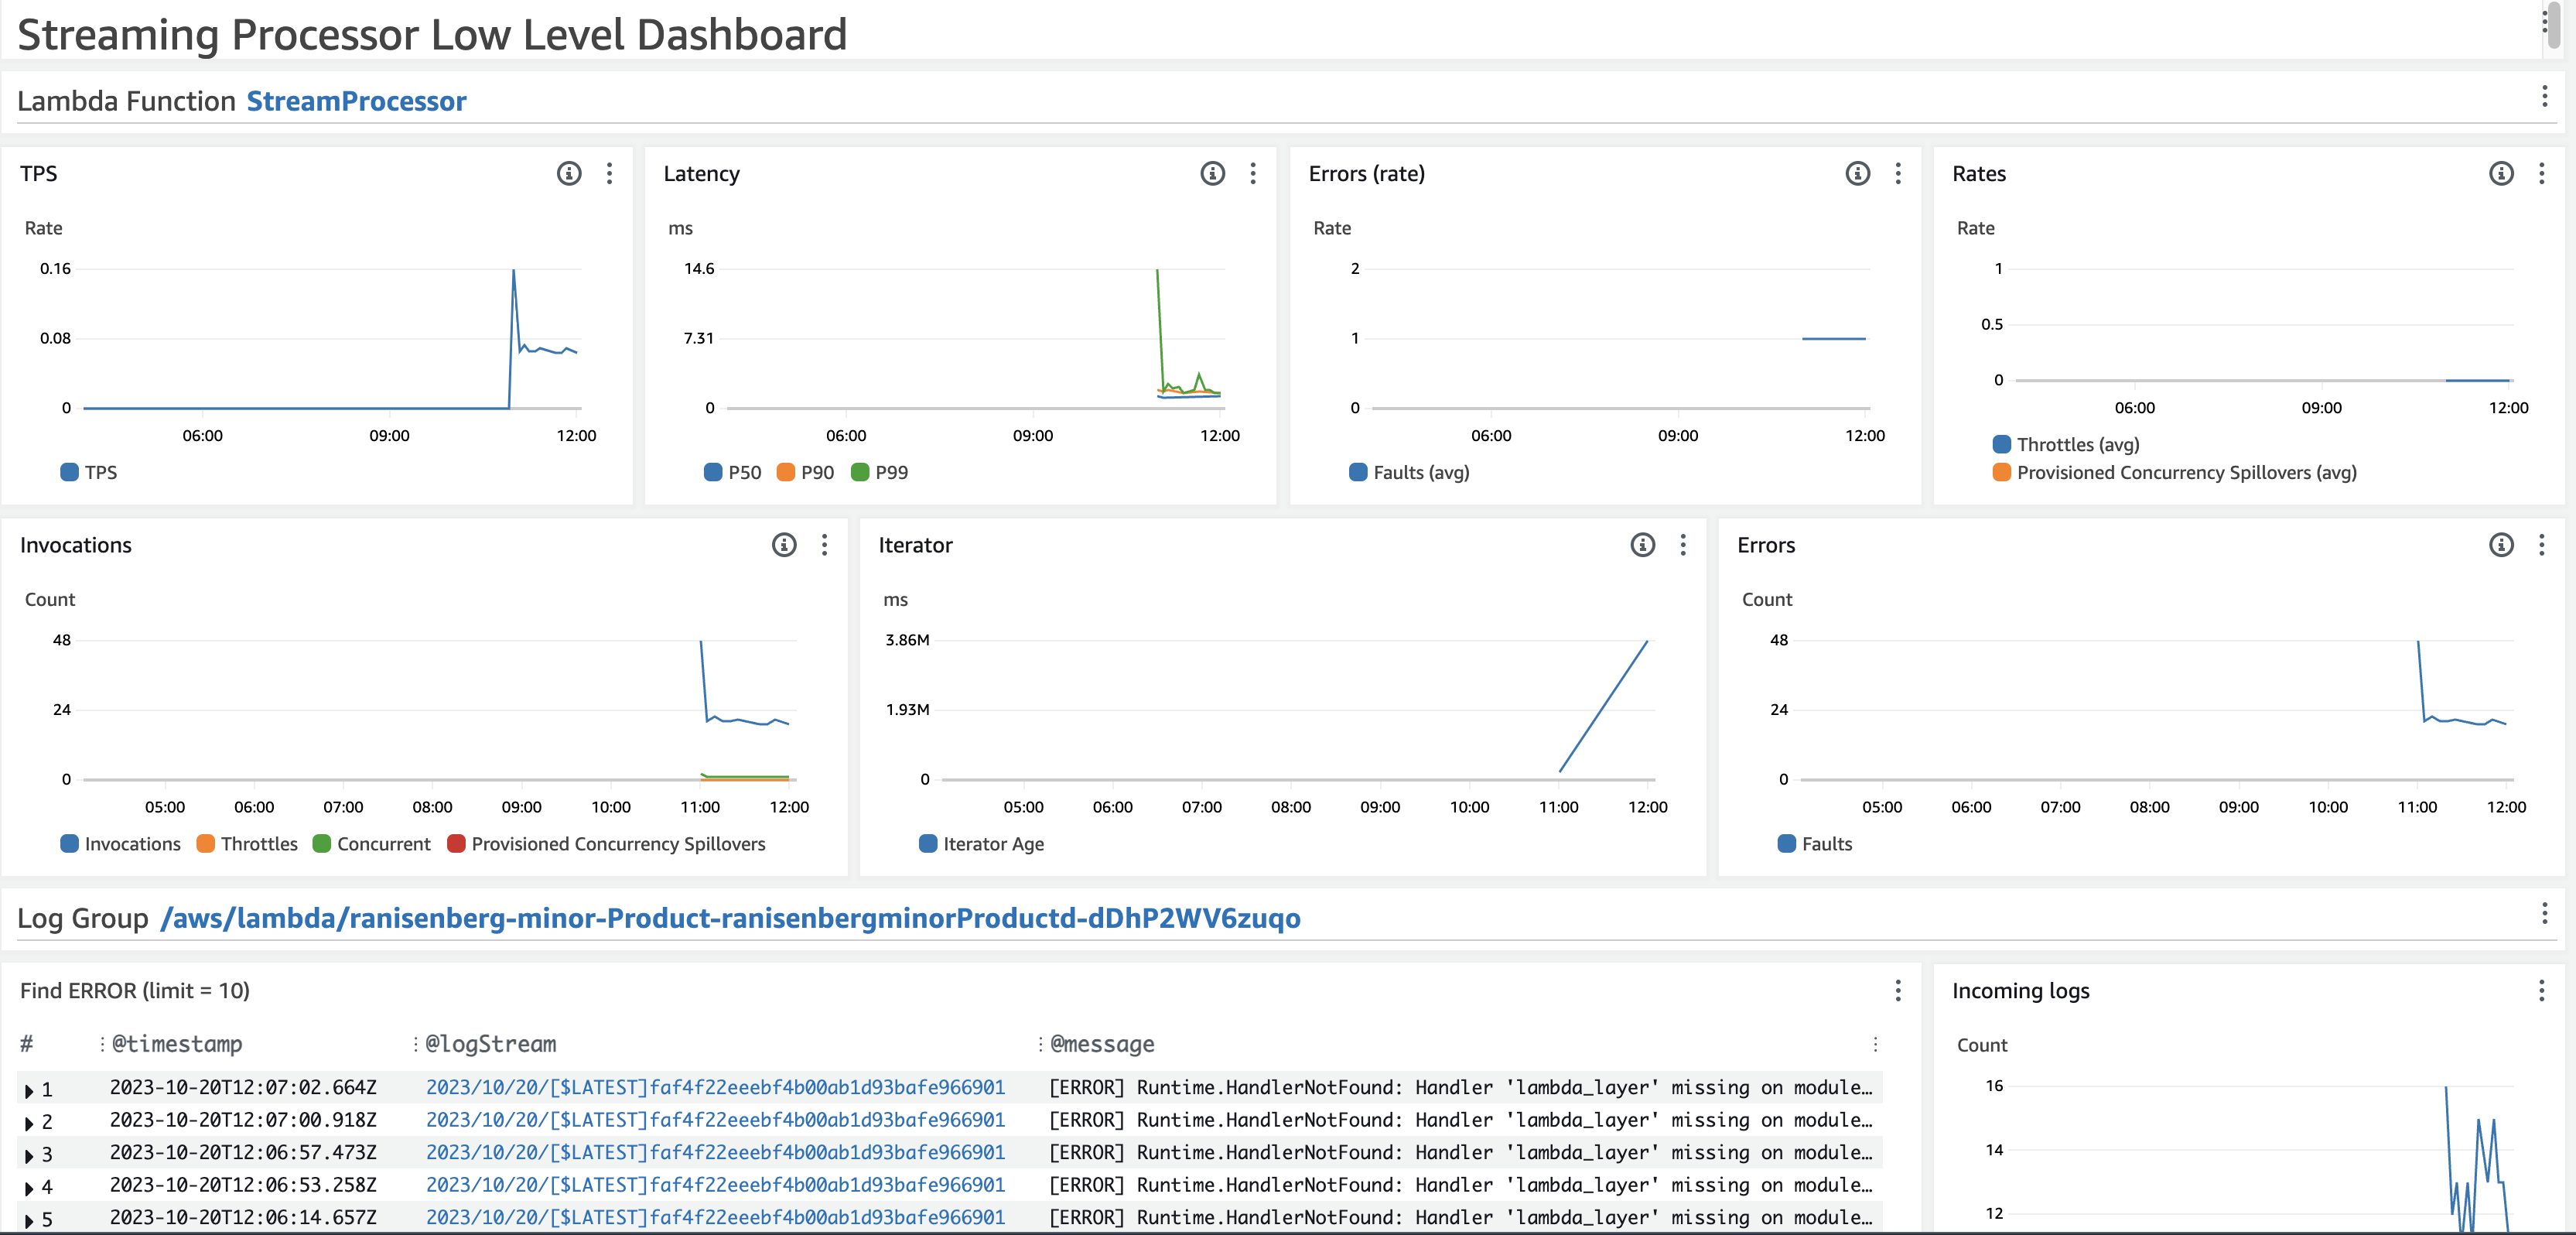 Streaming Processor Low Level Dashboard
Lambda Function StreamProcessor
TPS
Rate
0.16
0.08
0
06:00 09:00 12:00
TPS
Latency
ms
14.6
7.31
0
06:00 09:00 12:00
P50 P90 P99
Errors (rate)
Rate
2
1
0
06:00 09:00 12:00
Faults (avg)
Rates
Rate
1
0.5
0
06:00 09:00 12:00
Throttles (avg)
Provisioned Concurrency Spillovers (avg)
Invocations
Count
48
24
0
05:00 06:00 07:00 08:00 09:00 10:00 11:00 12:00
Invocations Throttles Concurrent Provisioned Concurrency Spillovers
Iterator
ms
3.86M
1.93M
0
05:00 06:00 07:00 08:00 09:00 10:00 11:00 12:00
Iterator Age
Errors
Count
48
24
0
05:00 06:00 07:00 08:00 09:00 10:00 11:00 12:00
Faults
Log Group /aws/lambda/ranisenberg-minor-Product-ranisenbergminorProductd-dDhP2WV6zuqo
Find ERROR (limit = 10)
# @timestamp @logStream @message
1 2023-10-20T12:07:02.664Z 2023/10/20/[$LATEST]faf4f22eeebf4b00ab1d93bafe966901 [ERROR] Runtime.HandlerNotFound: Handler 'lambda_layer' missing on module…
2 2023-10-20T12:07:00.918Z 2023/10/20/[$LATEST]faf4f22eeebf4b00ab1d93bafe966901 [ERROR] Runtime.HandlerNotFound: Handler 'lambda_layer' missing on module…
3 2023-10-20T12:06:57.473Z 2023/10/20/[$LATEST]faf4f22eeebf4b00ab1d93bafe966901 [ERROR] Runtime.HandlerNotFound: Handler 'lambda_layer' missing on module…
4 2023-10-20T12:06:53.258Z 2023/10/20/[$LATEST]faf4f22eeebf4b00ab1d93bafe966901 [ERROR] Runtime.HandlerNotFound: Handler 'lambda_layer' missing on module…
5 2023-10-20T12:06:14.657Z 2023/10/20/[$LATEST]faf4f22eeebf4b00ab1d93bafe966901 [ERROR] Runtime.HandlerNotFound: Handler 'lambda_layer' missing on module…
Incoming logs
Count
16
14
12